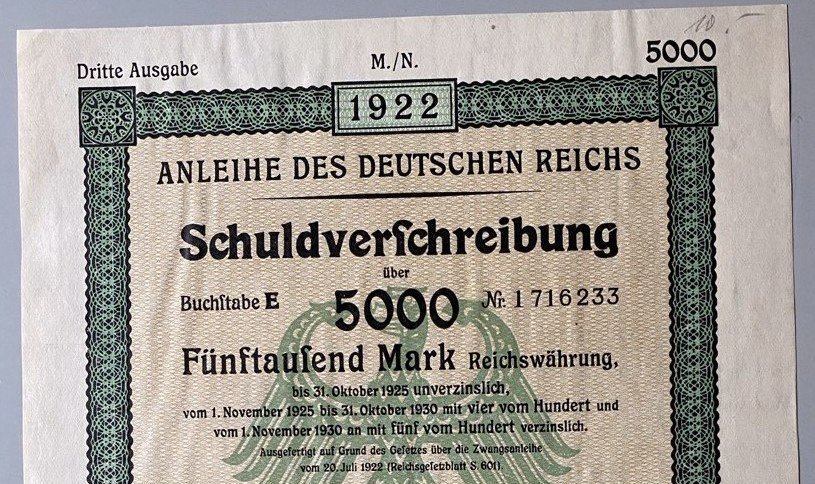 10.-
Dritte Ausgabe M./N. 5000
1922
ANLEIHE DES DEUTSCHEN REICHS
Schuldverſchreibung
über
Buchſtabe E 5000 Nr. 1716233
Fünftauſend Mark Reichswährung,
bis 31. Oktober 1925 unverzinslich,
vom 1. November 1925 bis 31. Oktober 1930 mit vier vom Hundert und
vom 1. November 1930 an mit fünf vom Hundert verzinslich.
Ausgefertigt auf Grund des Geſetzes über die Zwangsanleihe
vom 20. Juli 1922 (Reichsgeſetzblatt S. 601).